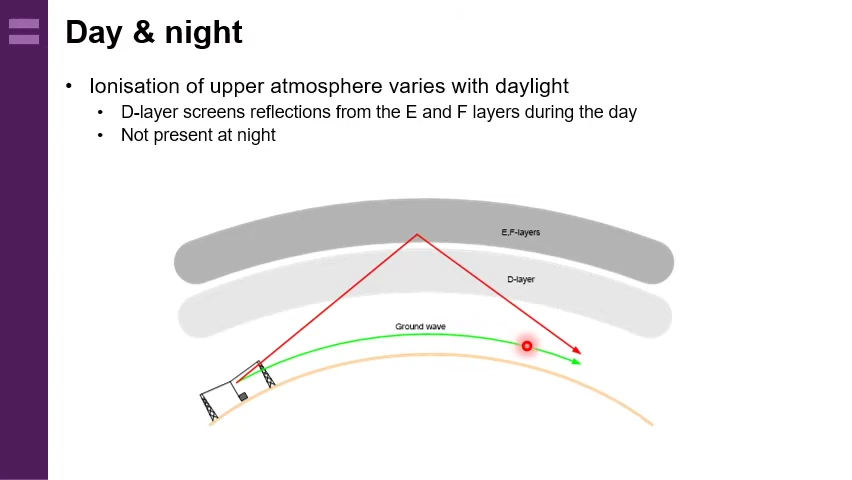 Day & night
• Ionisation of upper atmosphere varies with daylight
• D-layer screens reflections from the E and F layers during the day
• Not present at night
E,F-layers
D-layer
Ground wave